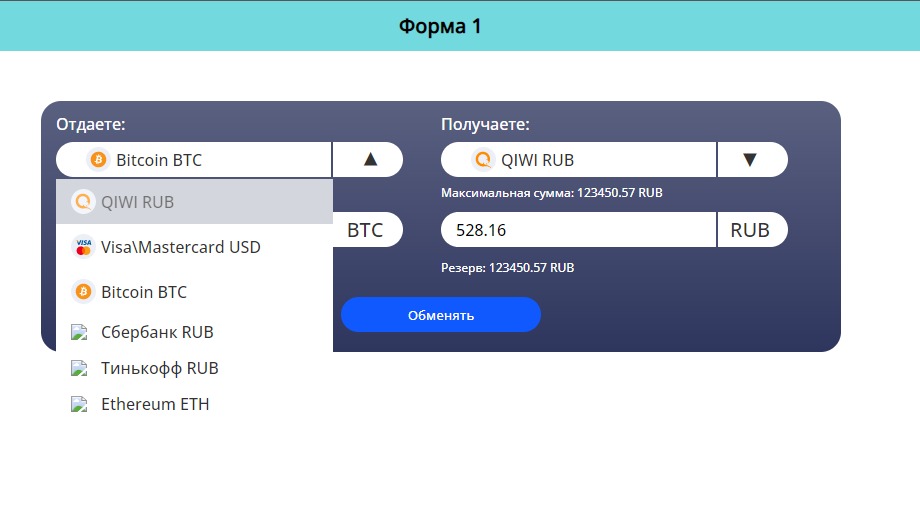 Форма 1
Отдаете:
Bitcoin BTC ▲
QIWI RUB
Visa\Mastercard USD
Bitcoin BTC
Сбербанк RUB
Тинькофф RUB
Ethereum ETH
BTC
Получаете:
QIWI RUB ▼
Максимальная сумма: 123450.57 RUB
528.16 RUB
Резерв: 123450.57 RUB
Обменять